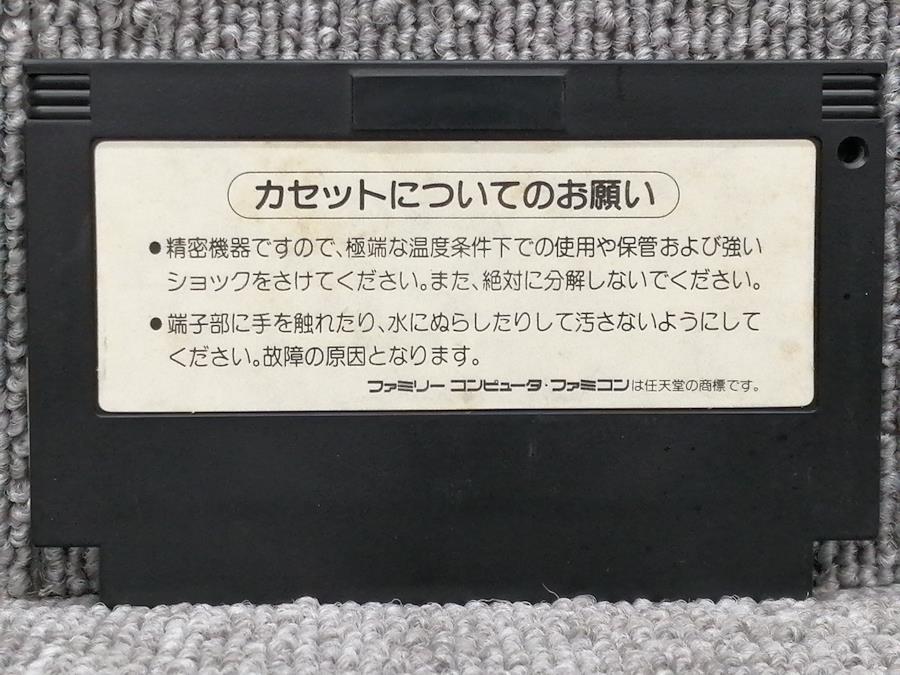 カセットについてのお願い
●精密機器ですので、極端な温度条件下での使用や保管および強い
ショックをさけてください。また、絶対に分解しないでください。
●端子部に手を触れたり、水にぬらしたりして汚さないようにして
ください。故障の原因となります。
ファミリー コンピュータ・ファミコンは任天堂の商標です。